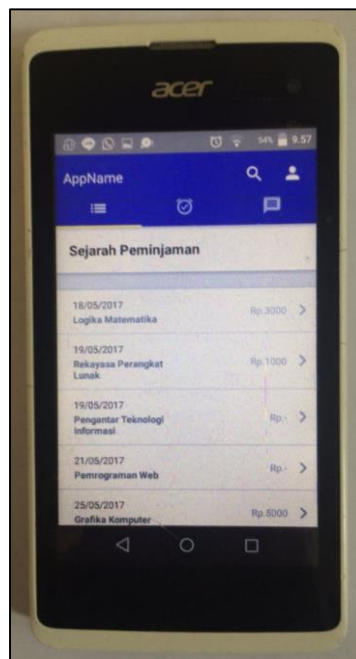 acer
54% 9.57
AppName
Sejarah Peminjaman
18/05/2017
Logika Matematika
Rp.3000
19/05/2017
Rekayasa Perangkat
Lunak
Rp.1000
19/05/2017
Pengantar Teknologi
Informasi
Rp.-
21/05/2017
Pemrograman Web
Rp.-
25/05/2017
Grafika Komputer
Rp.5000